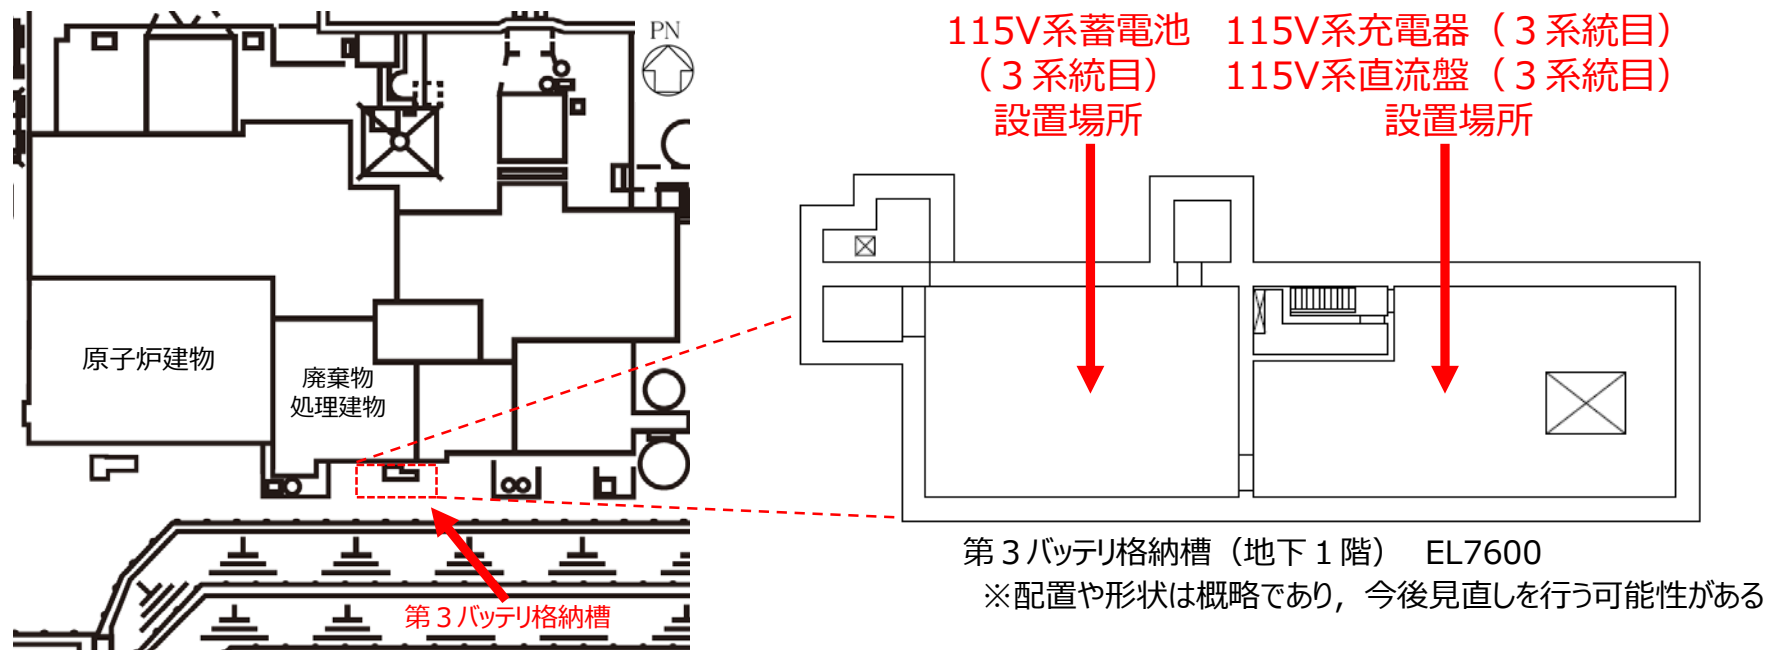 PN
115V系蓄電池
（３系統目）
設置場所
115V系充電器（３系統目）
115V系直流盤（３系統目）
設置場所
原子炉建物
廃棄物
処理建物
第３バッテリ格納槽
第３バッテリ格納槽（地下１階）　EL7600
※配置や形状は概略であり，今後見直しを行う可能性がある